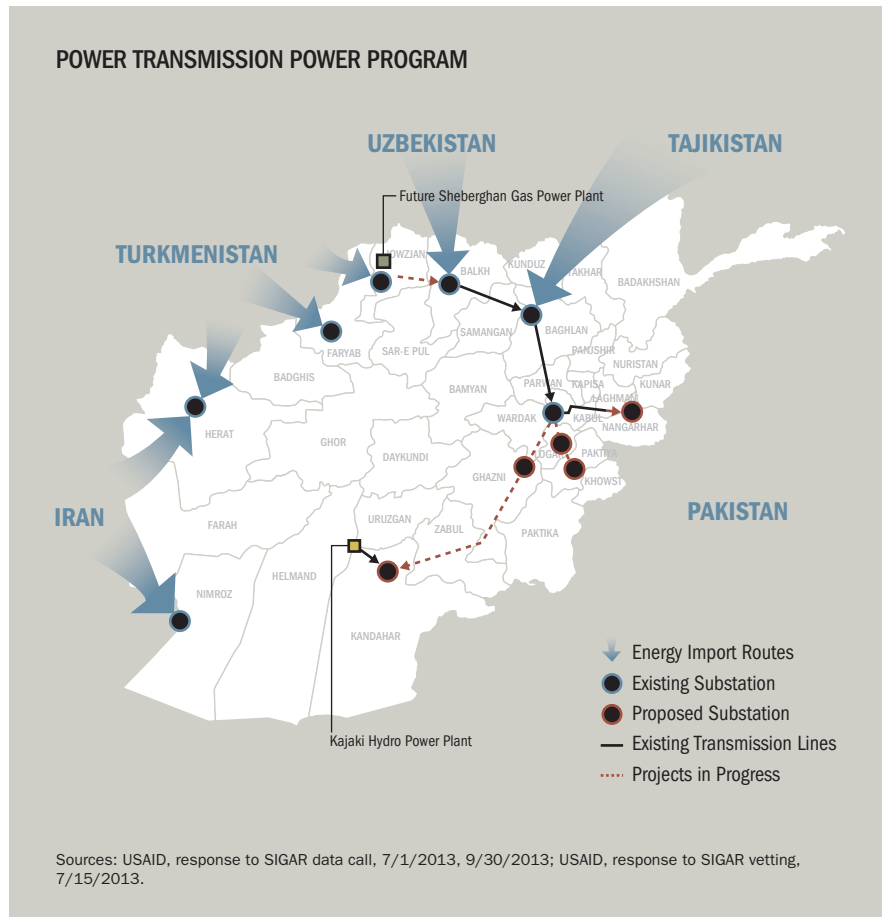 POWER TRANSMISSION POWER PROGRAM
UZBEKISTAN
TAJIKISTAN
Future Sheberghan Gas Power Plant
TURKMENISTAN
JOWZJAN
BALKH
KUNDUZ
TAKHAR
BADAKHSHAN
SAMANGAN
BAGHLAN
FARYAB
SAR-E PUL
PANJSHIR
NURISTAN
BADGHIS
BAMYAN
PARWAN
KAPISA
KUNAR
LAGHMAN
HERAT
WARDAK
KABUL
NANGARHAR
GHOR
DAYKUNDI
LOGAR
PAKTIYA
GHAZNI
KHOWST
IRAN
PAKISTAN
FARAH
URUZGAN
ZABUL
PAKTIKA
NIMROZ
HELMAND
KANDAHAR
Kajaki Hydro Power Plant
Energy Import Routes
Existing Substation
Proposed Substation
Existing Transmission Lines
Projects in Progress
Sources: USAID, response to SIGAR data call, 7/1/2013, 9/30/2013; USAID, response to SIGAR vetting,
7/15/2013.